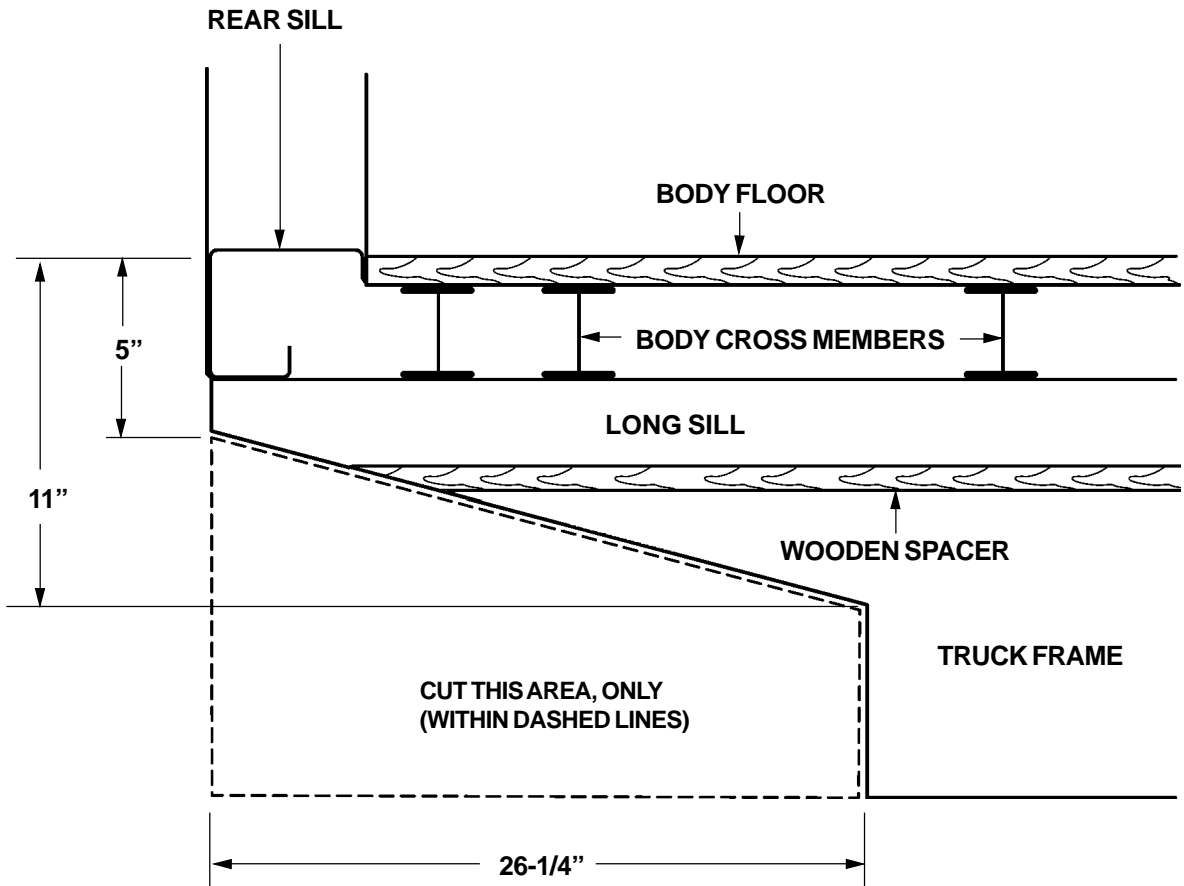 REAR SILL
BODY FLOOR
5”
BODY CROSS MEMBERS
LONG SILL
11”
WOODEN SPACER
TRUCK FRAME
CUT THIS AREA, ONLY
(WITHIN DASHED LINES)
26-1/4”